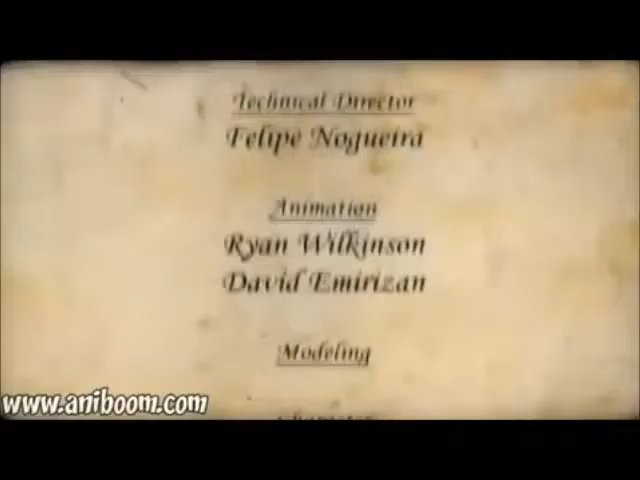 Technical Director
Felipe Nogueira
Animation
Ryan Wilkinson
David Emirizan
Modeling
www.aniboom.com